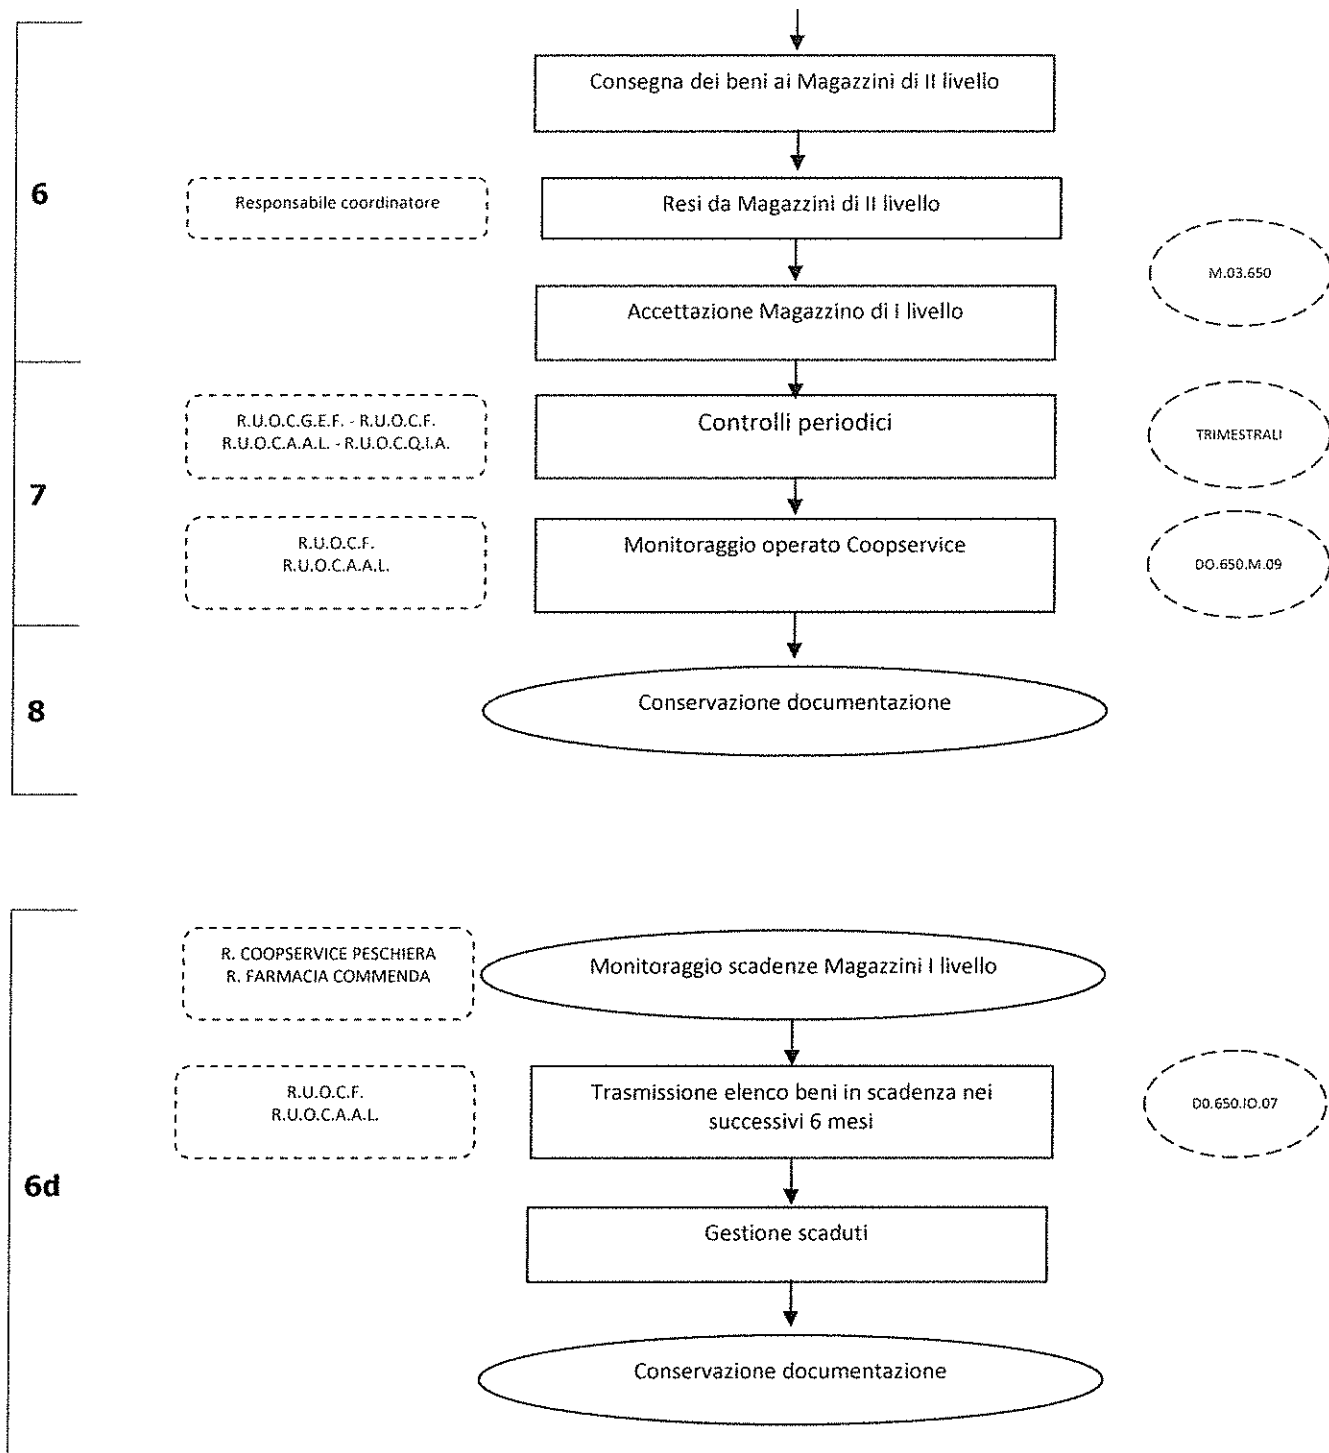 Consegna dei beni ai Magazzini di II livello
6
Responsabile coordinatore
Resi da Magazzini di II livello
M.03.650
Accettazione Magazzino di I livello
R.U.O.C.G.E.F. - R.U.O.C.F.
R.U.O.C.A.A.L. - R.U.O.C.Q.I.A.
Controlli periodici
TRIMESTRALI
7
R.U.O.C.F.
R.U.O.C.A.A.L.
Monitoraggio operato Coopservice
DO.650.M.09
8
Conservazione documentazione
R. COOPSERVICE PESCHIERA
R. FARMACIA COMMENDA
Monitoraggio scadenze Magazzini I livello
R.U.O.C.F.
R.U.O.C.A.A.L.
Trasmissione elenco beni in scadenza nei
successivi 6 mesi
D0.650.IO.07
6d
Gestione scaduti
Conservazione documentazione